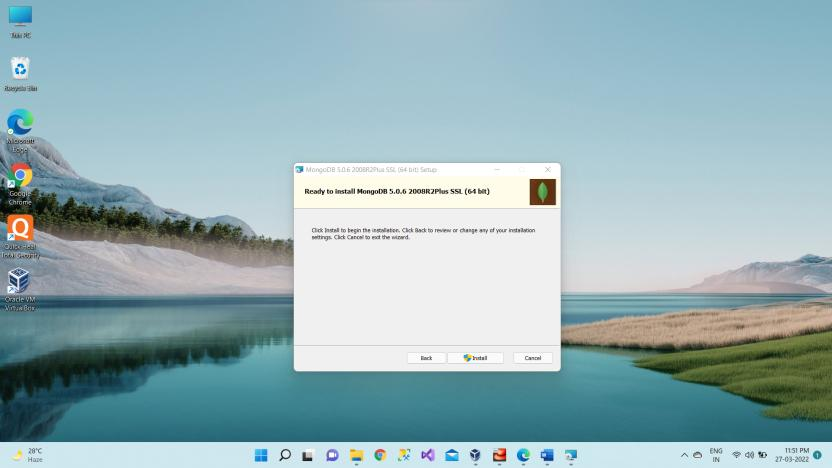 This PC
Recycle Bin
Microsoft
Edge
Google
Chrome
Quick Heal
Total Security
Oracle VM
VirtualBox
MongoDB 5.0.6 2008R2Plus SSL (64 bit) Setup
Ready to install MongoDB 5.0.6 2008R2Plus SSL (64 bit)
Click Install to begin the installation. Click Back to review or change any of your installation
settings. Click Cancel to exit the wizard.
Back
Install
Cancel
28°C
Haze
ENG
IN
11:51 PM
27-03-2022
1